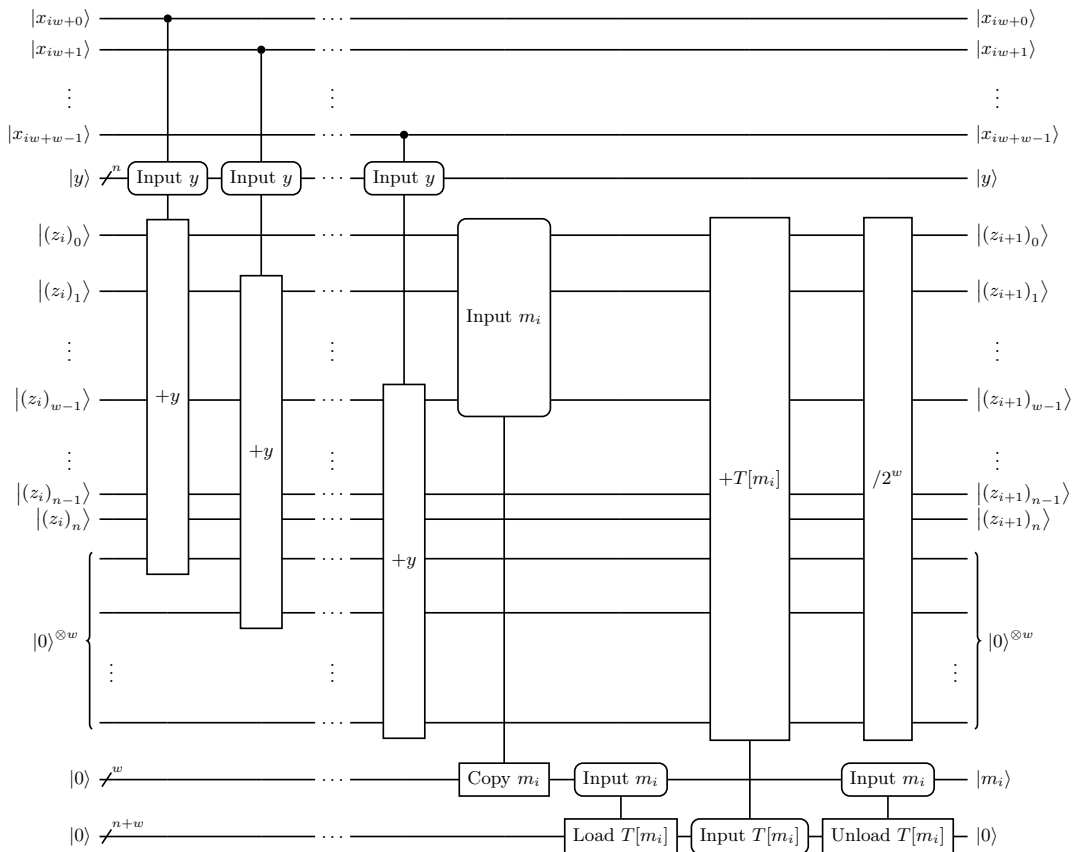 |x_{iw+0}⟩ |x_{iw+0}⟩
|x_{iw+1}⟩ ⋯ |x_{iw+1}⟩
⋮ ⋮ ⋮
|x_{iw+w−1}⟩ ⋯ |x_{iw+w−1}⟩
|y⟩ n Input y Input y ⋯ Input y |y⟩
|(z_i)_0⟩ ⋯ |(z_{i+1})_0⟩
|(z_i)_1⟩ ⋯ |(z_{i+1})_1⟩
Input m_i
⋮ ⋮ ⋮
|(z_i)_{w−1}⟩ +y ⋯ |(z_{i+1})_{w−1}⟩
+y
⋮ ⋮ +T[m_i] /2^w ⋮
|(z_i)_{n−1}⟩ ⋯ |(z_{i+1})_{n−1}⟩
|(z_i)_n⟩ ⋯ |(z_{i+1})_n⟩
⋯ +y
⋯
|0⟩^{⊗w} |0⟩^{⊗w}
⋮ ⋮ ⋮
⋯
|0⟩ w ⋯ Copy m_i Input m_i Input m_i |m_i⟩
|0⟩ n+w ⋯ Load T[m_i] Input T[m_i] Unload T[m_i] |0⟩